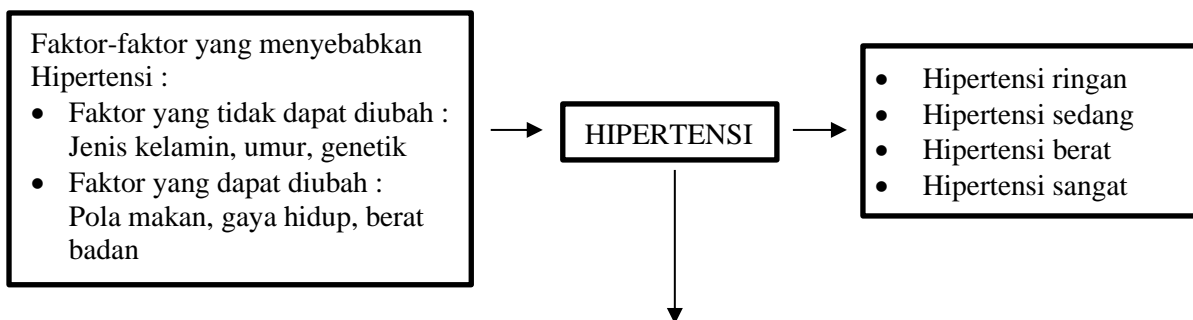 Faktor-faktor yang menyebabkan
Hipertensi :
• Faktor yang tidak dapat diubah :
Jenis kelamin, umur, genetik
• Faktor yang dapat diubah :
Pola makan, gaya hidup, berat
badan
HIPERTENSI
• Hipertensi ringan
• Hipertensi sedang
• Hipertensi berat
• Hipertensi sangat